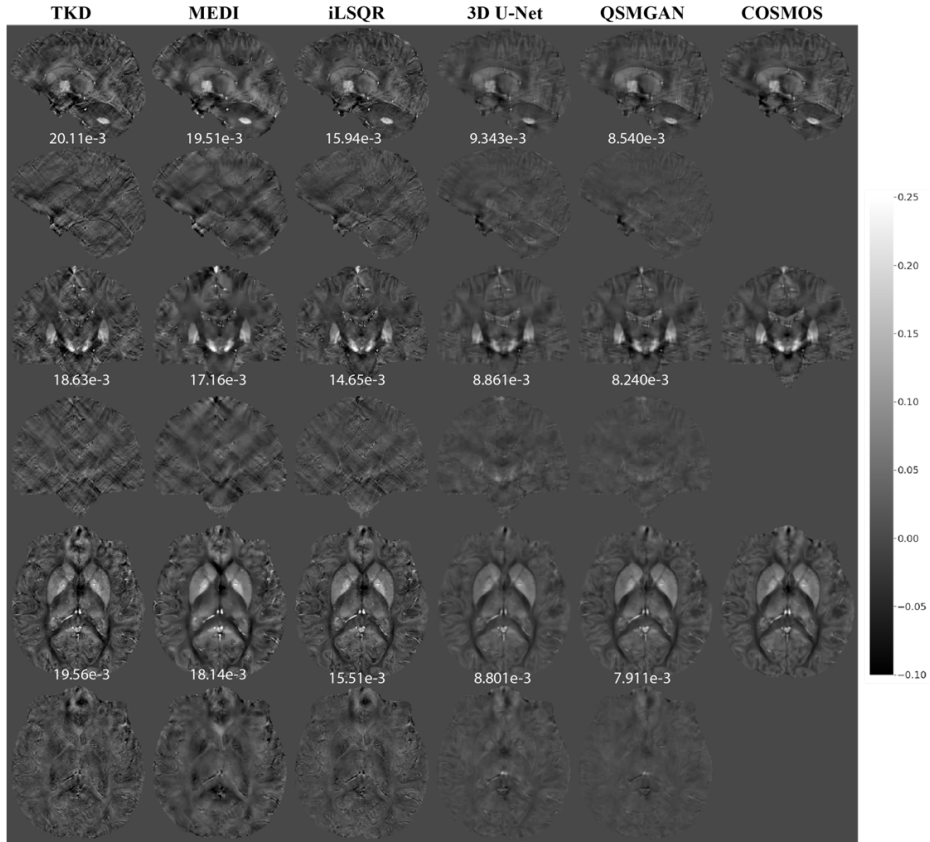 TKD MEDI iLSQR 3D U-Net QSMGAN COSMOS
20.11e-3 19.51e-3 15.94e-3 9.343e-3 8.540e-3
18.63e-3 17.16e-3 14.65e-3 8.861e-3 8.240e-3
19.56e-3 18.14e-3 15.51e-3 8.801e-3 7.911e-3
0.25
0.20
0.15
0.10
0.05
0.00
−0.05
−0.10